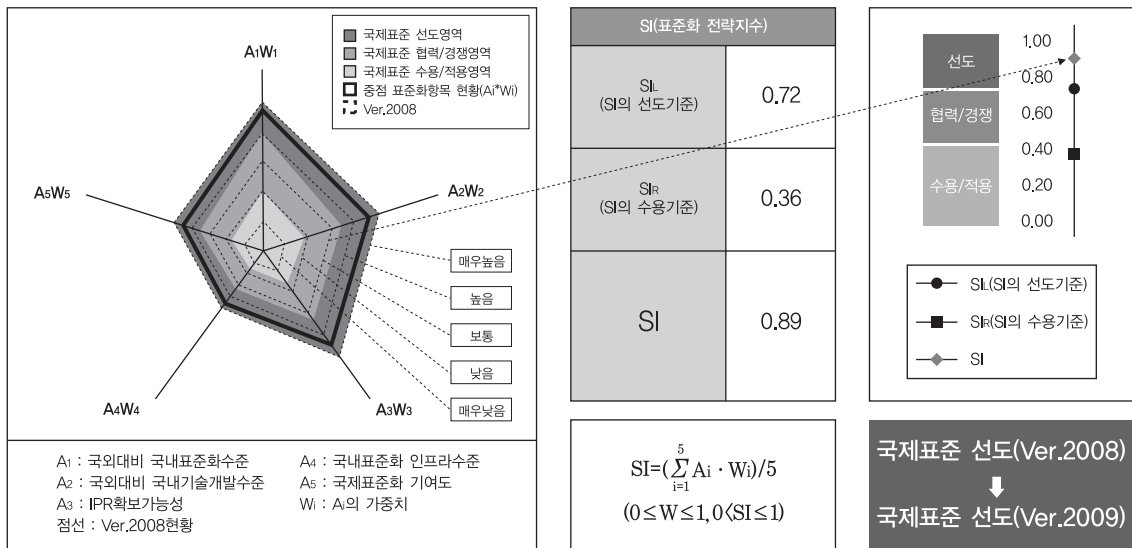 국제표준 선도영역
국제표준 협력/경쟁영역
국제표준 수용/적용영역
중점 표준화항목 현황(Ai*Wi)
Ver.2008
A1W1
A2W2
A3W3
A4W4
A5W5
매우높음
높음
보통
낮음
매우낮음
A1 : 국외대비 국내표준화수준
A2 : 국외대비 국내기술개발수준
A3 : IPR확보가능성
점선 : Ver.2008현황
A4 : 국내표준화 인프라수준
A5 : 국제표준화 기여도
Wi : Ai의 가중치
SI(표준화 전략지수)
SIL
(SI의 선도기준)
0.72
SIR
(SI의 수용기준)
0.36
SI
0.89
SI=(∑Ai · Wi)/5
5
i=1
(0≤W≤1, 0<SI≤1)
선도
협력/경쟁
수용/적용
1.00
0.80
0.60
0.40
0.20
0.00
SIL(SI의 선도기준)
SIR(SI의 수용기준)
SI
국제표준 선도(Ver.2008)
국제표준 선도(Ver.2009)